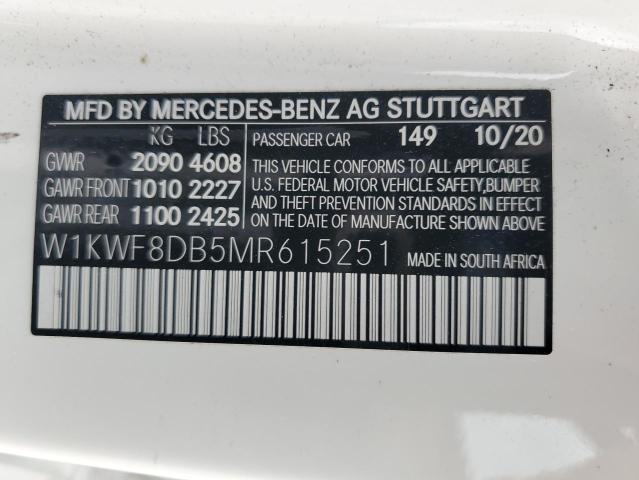 MFD BY MERCEDES-BENZ AG STUTTGART
KG LBS
GVWR 2090 4608
GAWR FRONT 1010 2227
GAWR REAR 1100 2425
PASSENGER CAR 149 10/20
THIS VEHICLE CONFORMS TO ALL APPLICABLE
U.S. FEDERAL MOTOR VEHICLE SAFETY,BUMPER
AND THEFT PREVENTION STANDARDS IN EFFECT
ON THE DATE OF MANUFACTURE SHOWN ABOVE.
W1KWF8DB5MR615251 MADE IN SOUTH AFRICA